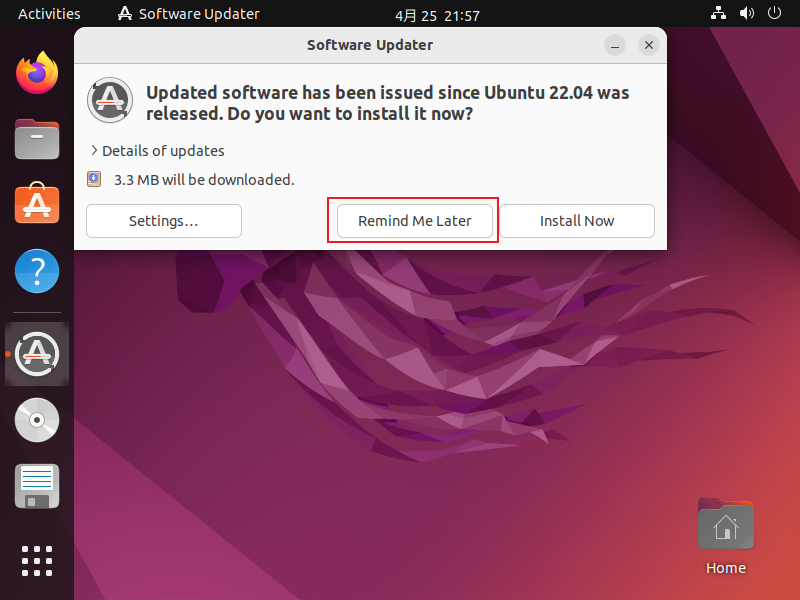 Activities Software Updater 4月 25 21:57
Software Updater
Updated software has been issued since Ubuntu 22.04 was
released. Do you want to install it now?
Details of updates
3.3 MB will be downloaded.
Settings... Remind Me Later Install Now
Home